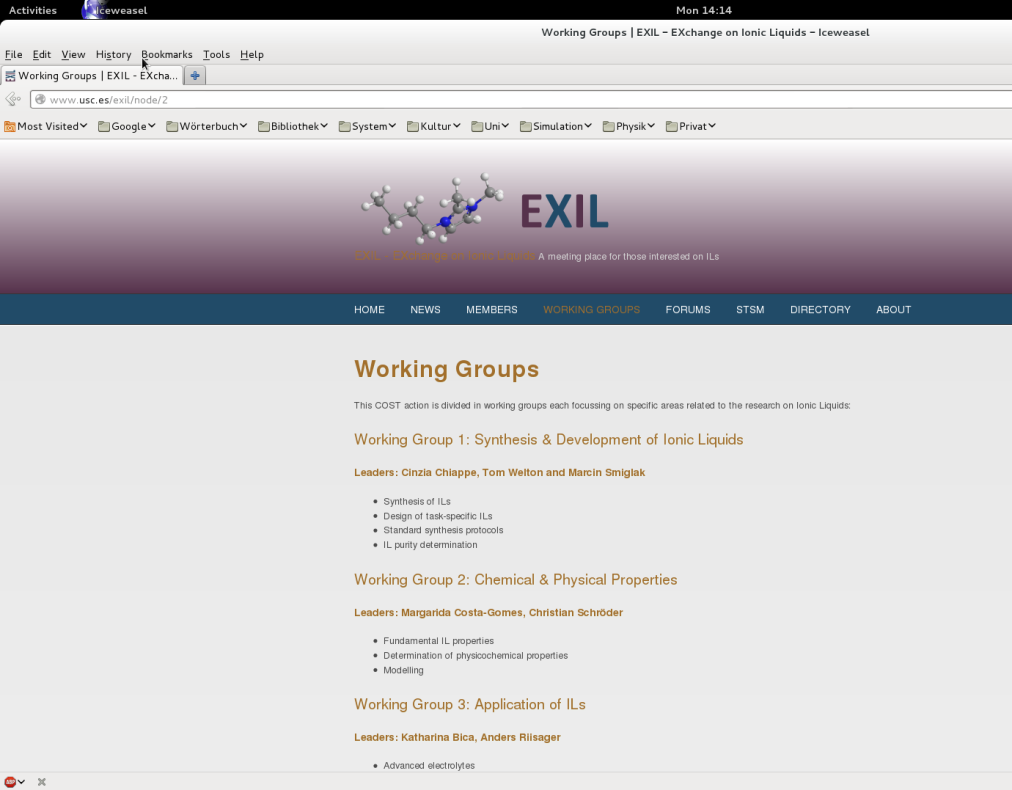 Activities Iceweasel Mon 14:14
Working Groups | EXIL – EXchange on Ionic Liquids – Iceweasel
File Edit View History Bookmarks Tools Help
Working Groups | EXIL - EXcha...
www.usc.es/exil/node/2
Most Visited Google Wörterbuch Bibliothek System Kultur Uni Simulation Physik Privat
EXIL
EXIL - EXchange on Ionic Liquids A meeting place for those interested on ILs
HOME NEWS MEMBERS WORKING GROUPS FORUMS STSM DIRECTORY ABOUT
Working Groups
This COST action is divided in working groups each focussing on specific areas related to the research on Ionic Liquids:
Working Group 1: Synthesis & Development of Ionic Liquids
Leaders: Cinzia Chiappe, Tom Welton and Marcin Smiglak
• Synthesis of ILs
• Design of task-specific ILs
• Standard synthesis protocols
• IL purity determination
Working Group 2: Chemical & Physical Properties
Leaders: Margarida Costa-Gomes, Christian Schröder
• Fundamental IL properties
• Determination of physicochemical properties
• Modelling
Working Group 3: Application of ILs
Leaders: Katharina Bica, Anders Riisager
• Advanced electrolytes
ABP